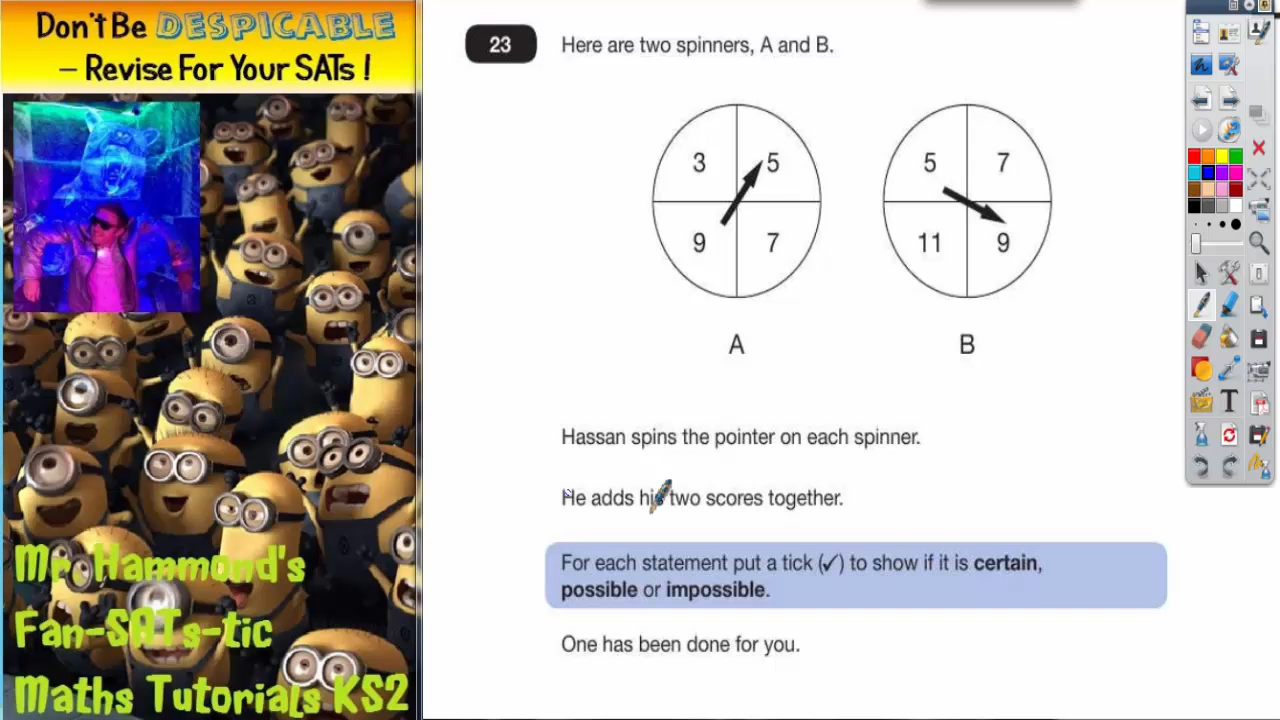 Don't Be DESPICABLE
– Revise For Your SATs !
Mr. Hammond's
Fan-SATs-tic
Maths Tutorials KS2
23
Here are two spinners, A and B.
3 5
9 7
A
5 7
11 9
B
Hassan spins the pointer on each spinner.
He adds his two scores together.
For each statement put a tick (✓) to show if it is certain,
possible or impossible.
One has been done for you.
T